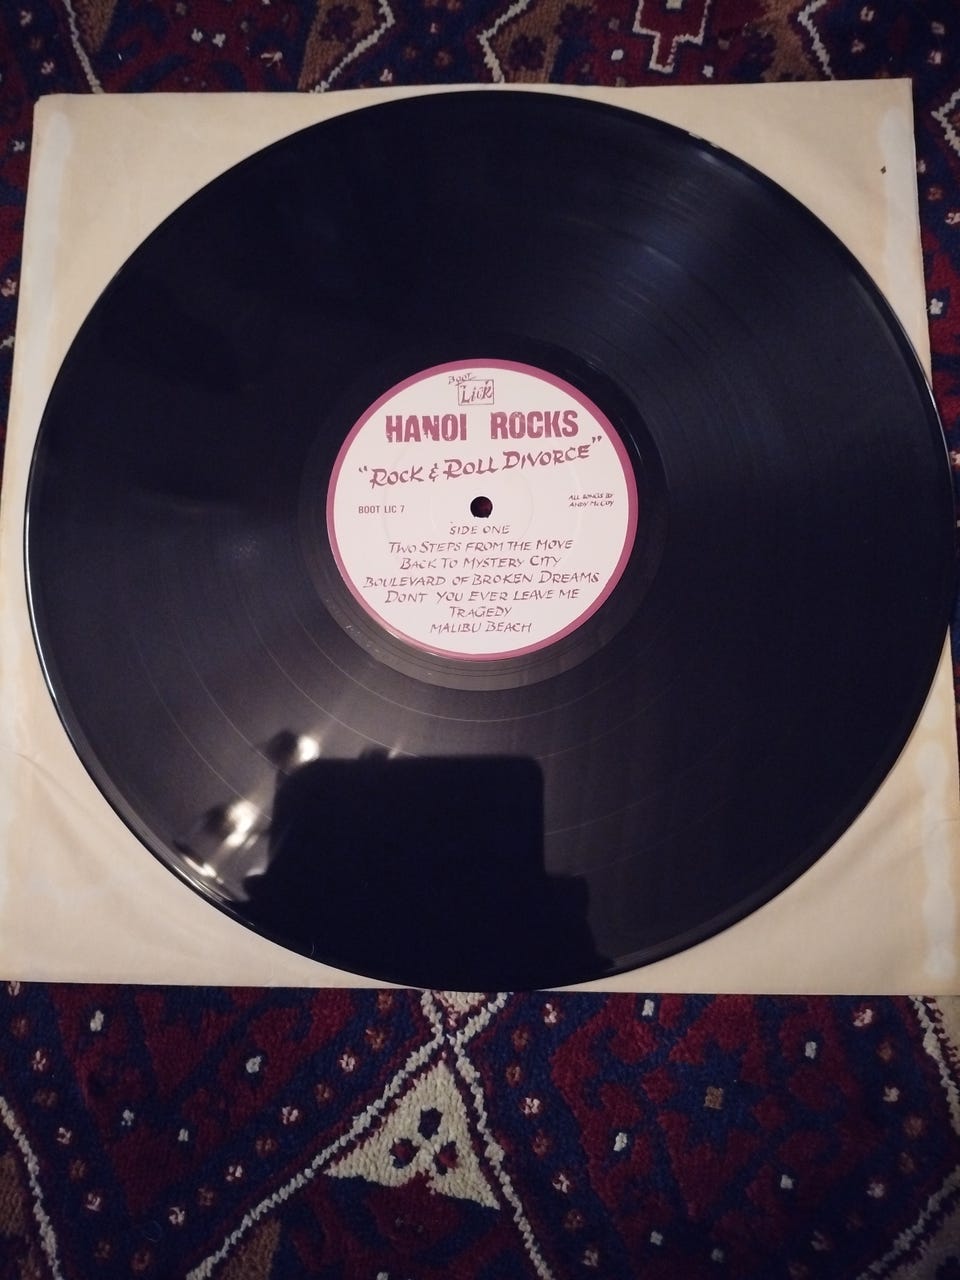 Boot
Lick
HANOI ROCKS
"ROCK & ROLL DIVORCE"
BOOT LIC 7
ALL SONGS BY
ANDY McCOY
SIDE ONE
TWO STEPS FROM THE MOVE
BACK TO MYSTERY CITY
BOULEVARD OF BROKEN DREAMS
DONT YOU EVER LEAVE ME
TRAGEDY
MALIBU BEACH